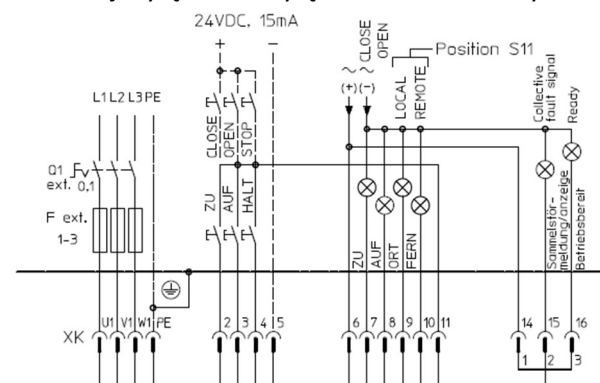 24VDC, 15mA
+ −
CLOSE
OPEN
Position S11
~ ~
(+) (-)
LOCAL
REMOTE
Collective
fault signal
Ready
L1 L2 L3 PE
CLOSE
OPEN
STOP
Q1
ext. 0,1
F ext.
1-3
ZU
AUF
HALT
ZU
AUF
ORT
FERN
Sammelstör-
meldung/anzeige
Betriebsbereit
XK
U1 V1 W1 PE
2 3 4 5
6 7 8 9 10 11
14 15 16
1 2 3